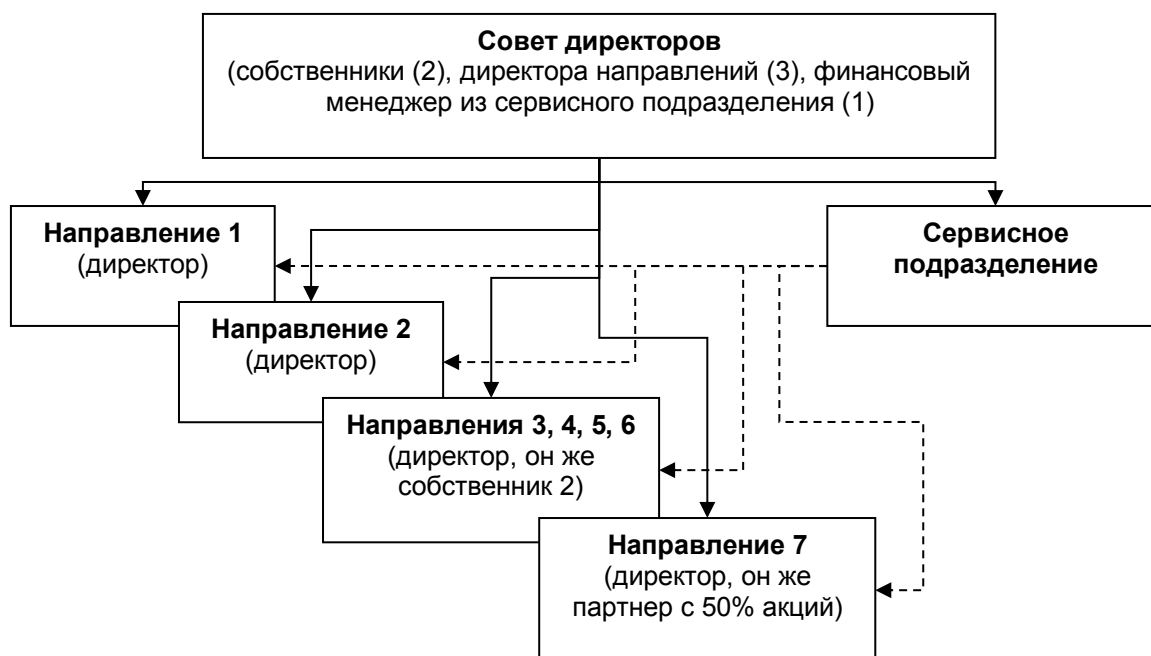 Совет директоров
(собственники (2), директора направлений (3), финансовый
менеджер из сервисного подразделения (1)
Направление 1
(директор)
Сервисное
подразделение
Направление 2
(директор)
Направления 3, 4, 5, 6
(директор, он же
собственник 2)
Направление 7
(директор, он же
партнер с 50% акций)